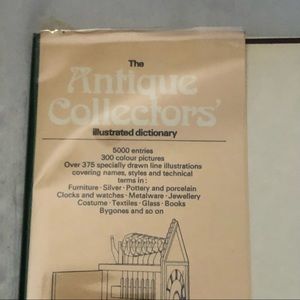 The
Antique
Collectors'
illustrated dictionary
5000 entries
300 colour pictures
Over 375 specially drawn line illustrations
covering names, styles and technical
terms in:
Furniture · Silver · Pottery and porcelain
Clocks and watches · Metalware · Jewellery
Costume · Textiles · Glass · Books
Bygones and so on